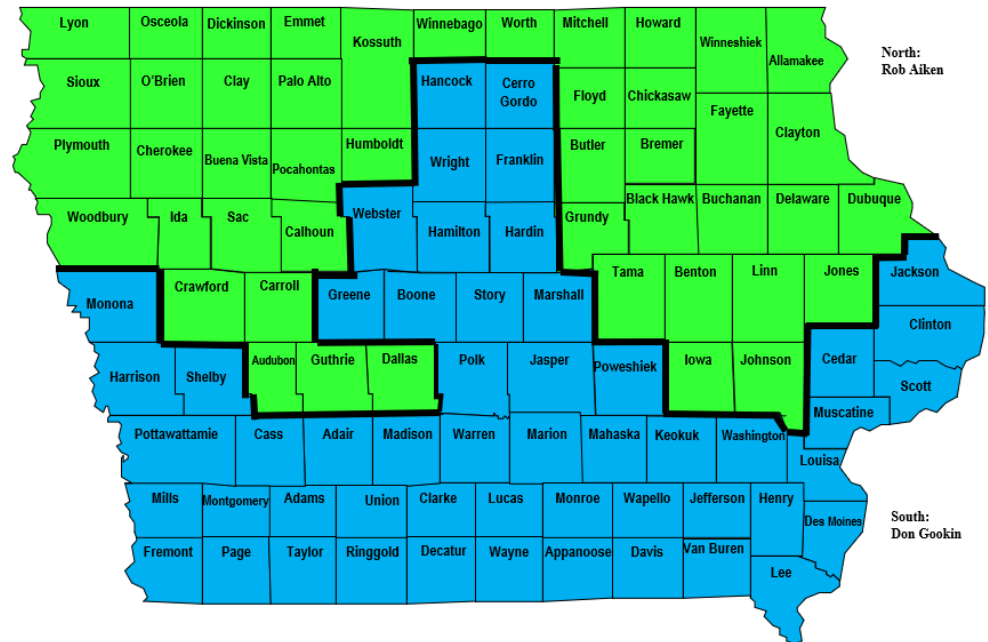 Lyon
Osceola
Dickinson
Emmet
Kossuth
Winnebago
Worth
Mitchell
Howard
Winneshiek
Allamakee
North:
Rob Aiken
Sioux
O'Brien
Clay
Palo Alto
Hancock
Cerro
Gordo
Floyd
Chickasaw
Fayette
Clayton
Plymouth
Cherokee
Buena Vista
Pocahontas
Humboldt
Wright
Franklin
Butler
Bremer
Woodbury
Ida
Sac
Calhoun
Webster
Hamilton
Hardin
Grundy
Black Hawk
Buchanan
Delaware
Dubuque
Monona
Crawford
Carroll
Greene
Boone
Story
Marshall
Tama
Benton
Linn
Jones
Jackson
Clinton
Harrison
Shelby
Audubon
Guthrie
Dallas
Polk
Jasper
Poweshiek
Iowa
Johnson
Cedar
Scott
Muscatine
Pottawattamie
Cass
Adair
Madison
Warren
Marion
Mahaska
Keokuk
Washington
Louisa
Mills
Montgomery
Adams
Union
Clarke
Lucas
Monroe
Wapello
Jefferson
Henry
Des Moines
South:
Don Gookin
Fremont
Page
Taylor
Ringgold
Decatur
Wayne
Appanoose
Davis
Van Buren
Lee